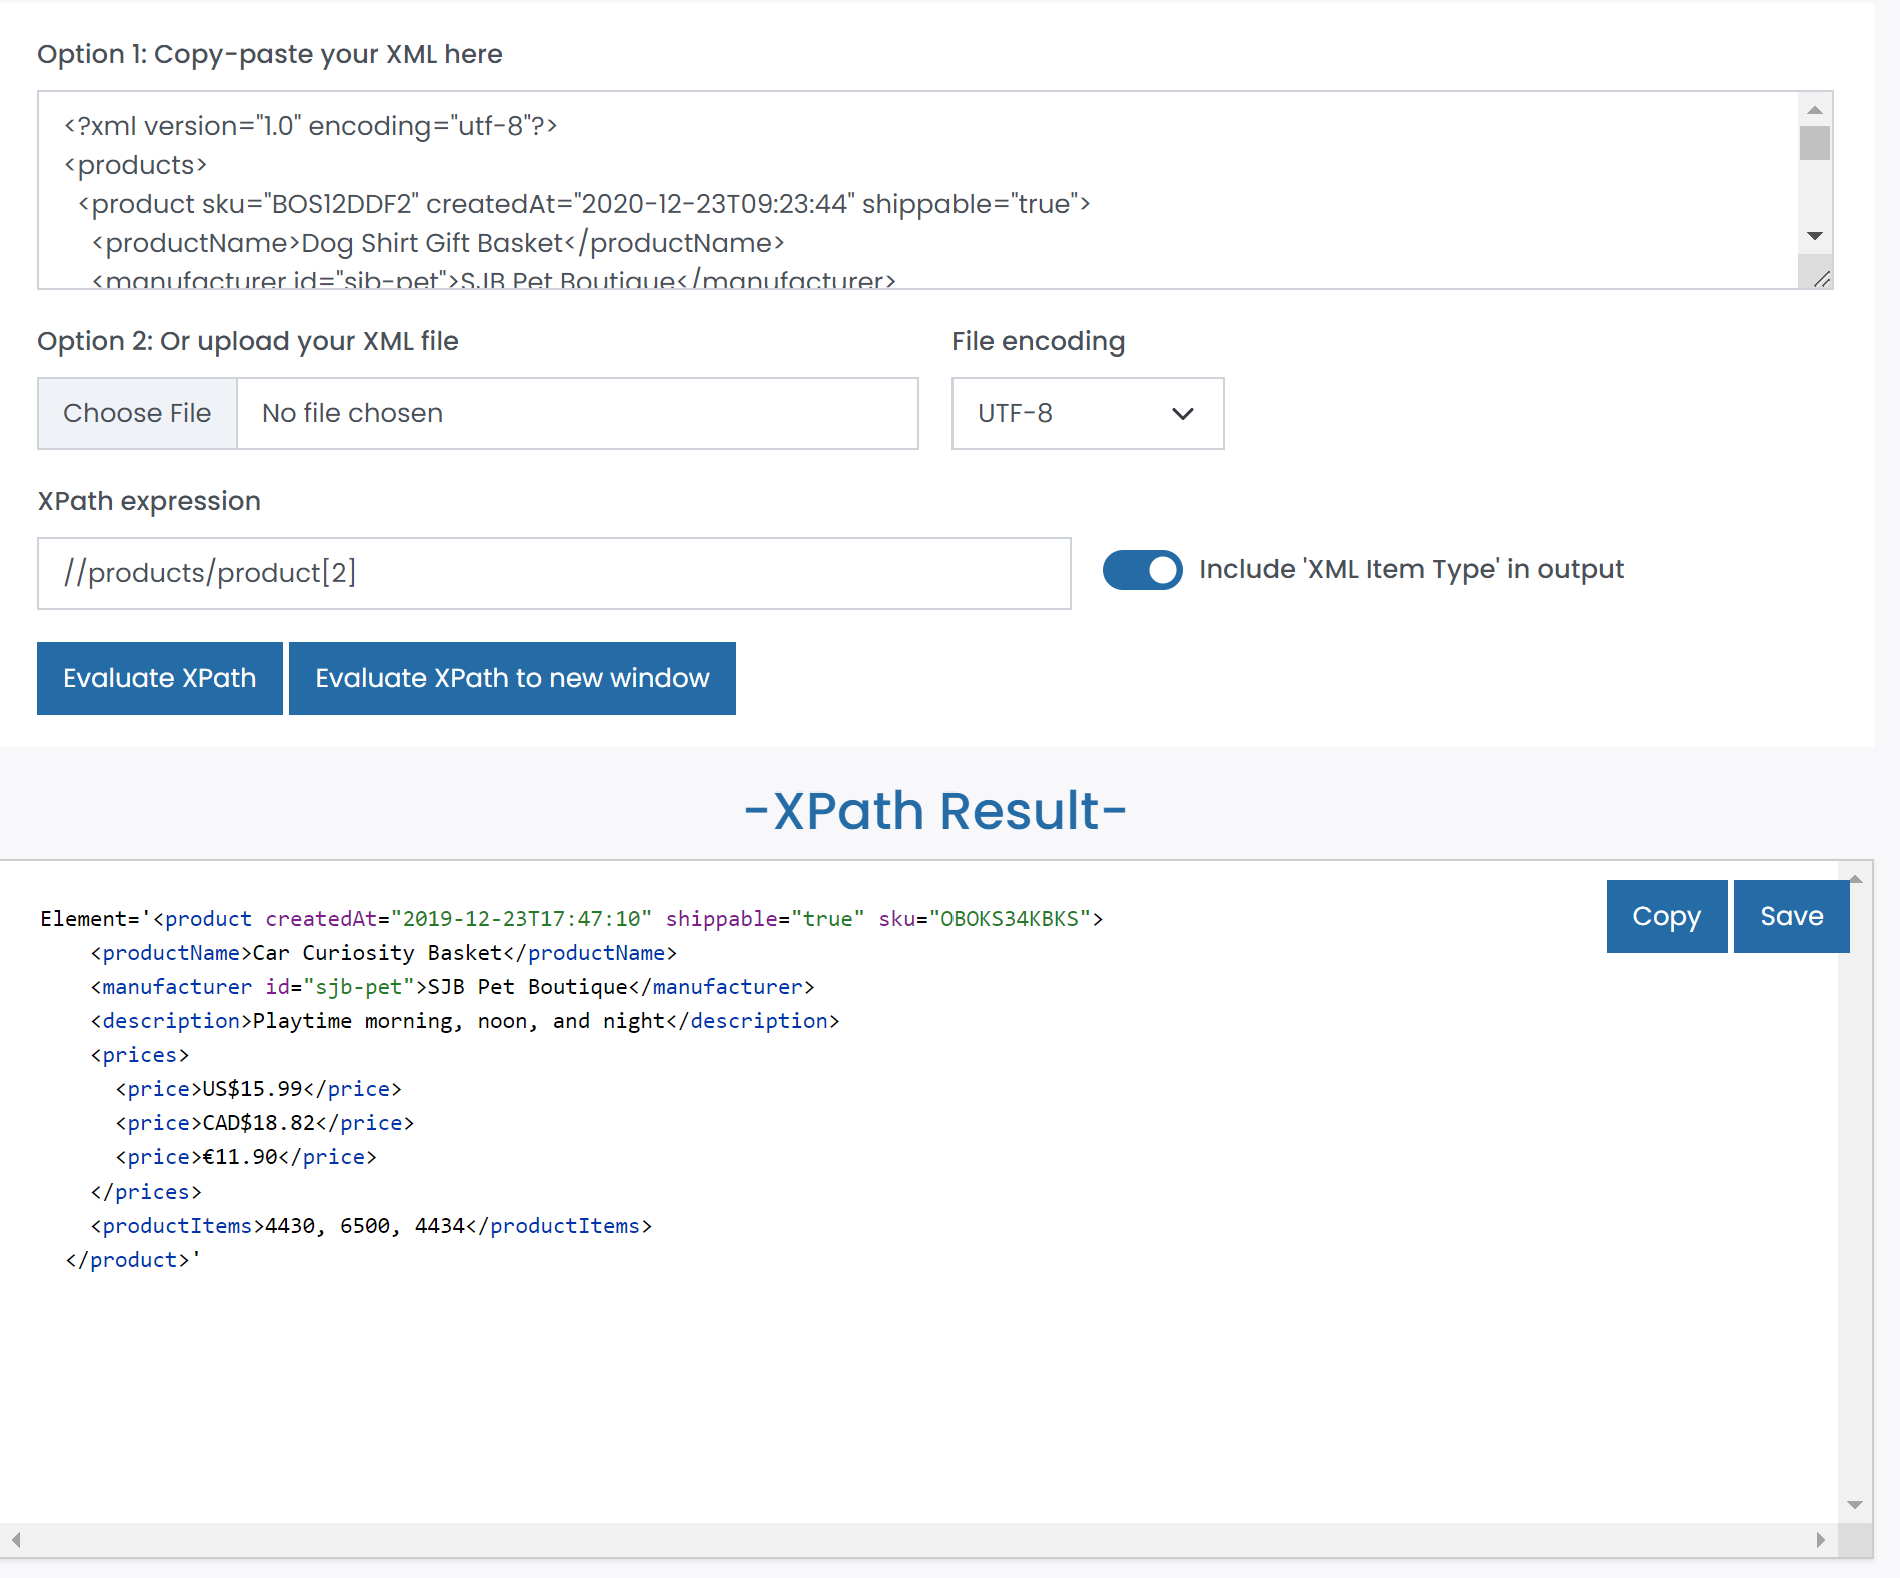 Option 1: Copy-paste your XML here
<?xml version="1.0" encoding="utf-8"?>
<products>
<product sku="BOS12DDF2" createdAt="2020-12-23T09:23:44" shippable="true">
<productName>Dog Shirt Gift Basket</productName>
<manufacturer id="sjb-pet">SJB Pet Boutique</manufacturer>
Option 2: Or upload your XML file
File encoding
Choose File
No file chosen
UTF-8
XPath expression
//products/product[2]
Include 'XML Item Type' in output
Evaluate XPath
Evaluate XPath to new window
-XPath Result-
Copy
Save
Element='<product createdAt="2019-12-23T17:47:10" shippable="true" sku="OBOKS34KBKS">
<productName>Car Curiosity Basket</productName>
<manufacturer id="sjb-pet">SJB Pet Boutique</manufacturer>
<description>Playtime morning, noon, and night</description>
<prices>
<price>US$15.99</price>
<price>CAD$18.82</price>
<price>€11.90</price>
</prices>
<productItems>4430, 6500, 4434</productItems>
</product>'